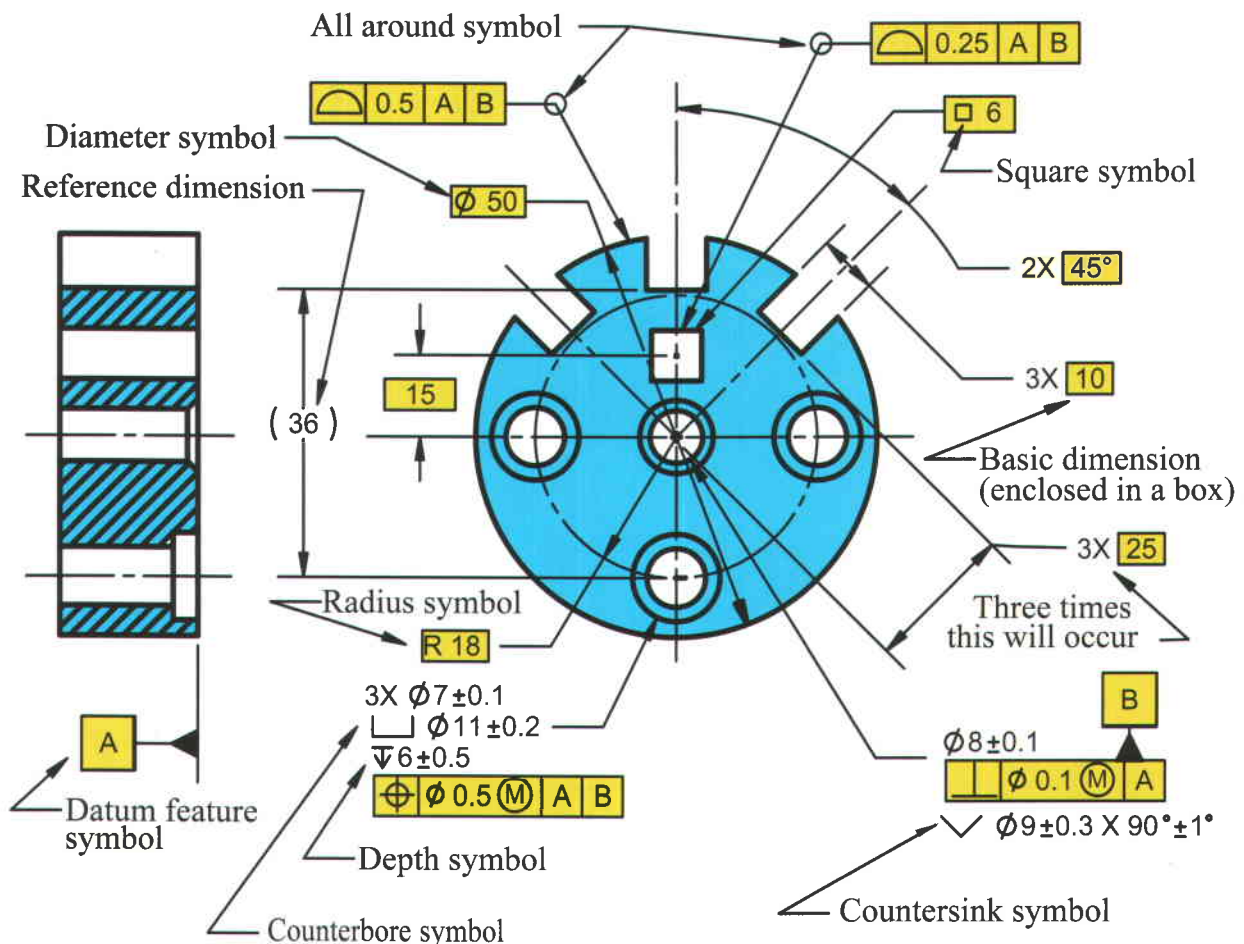 All around symbol
⌓ 0.25 A B
⌓ 0.5 A B
□ 6
Diameter symbol
Square symbol
Reference dimension
Ø 50
2X 45°
15
3X 10
( 36 )
Basic dimension
(enclosed in a box)
3X 25
Three times
this will occur
Radius symbol
R 18
3X Ø7±0.1
⌴ Ø11±0.2
↧6±0.5
⌖ Ø 0.5 Ⓜ A B
A
B
Ø8±0.1
⊥ Ø 0.1 Ⓜ A
⌵ Ø9±0.3 X 90°±1°
Datum feature
symbol
Depth symbol
Countersink symbol
Counterbore symbol